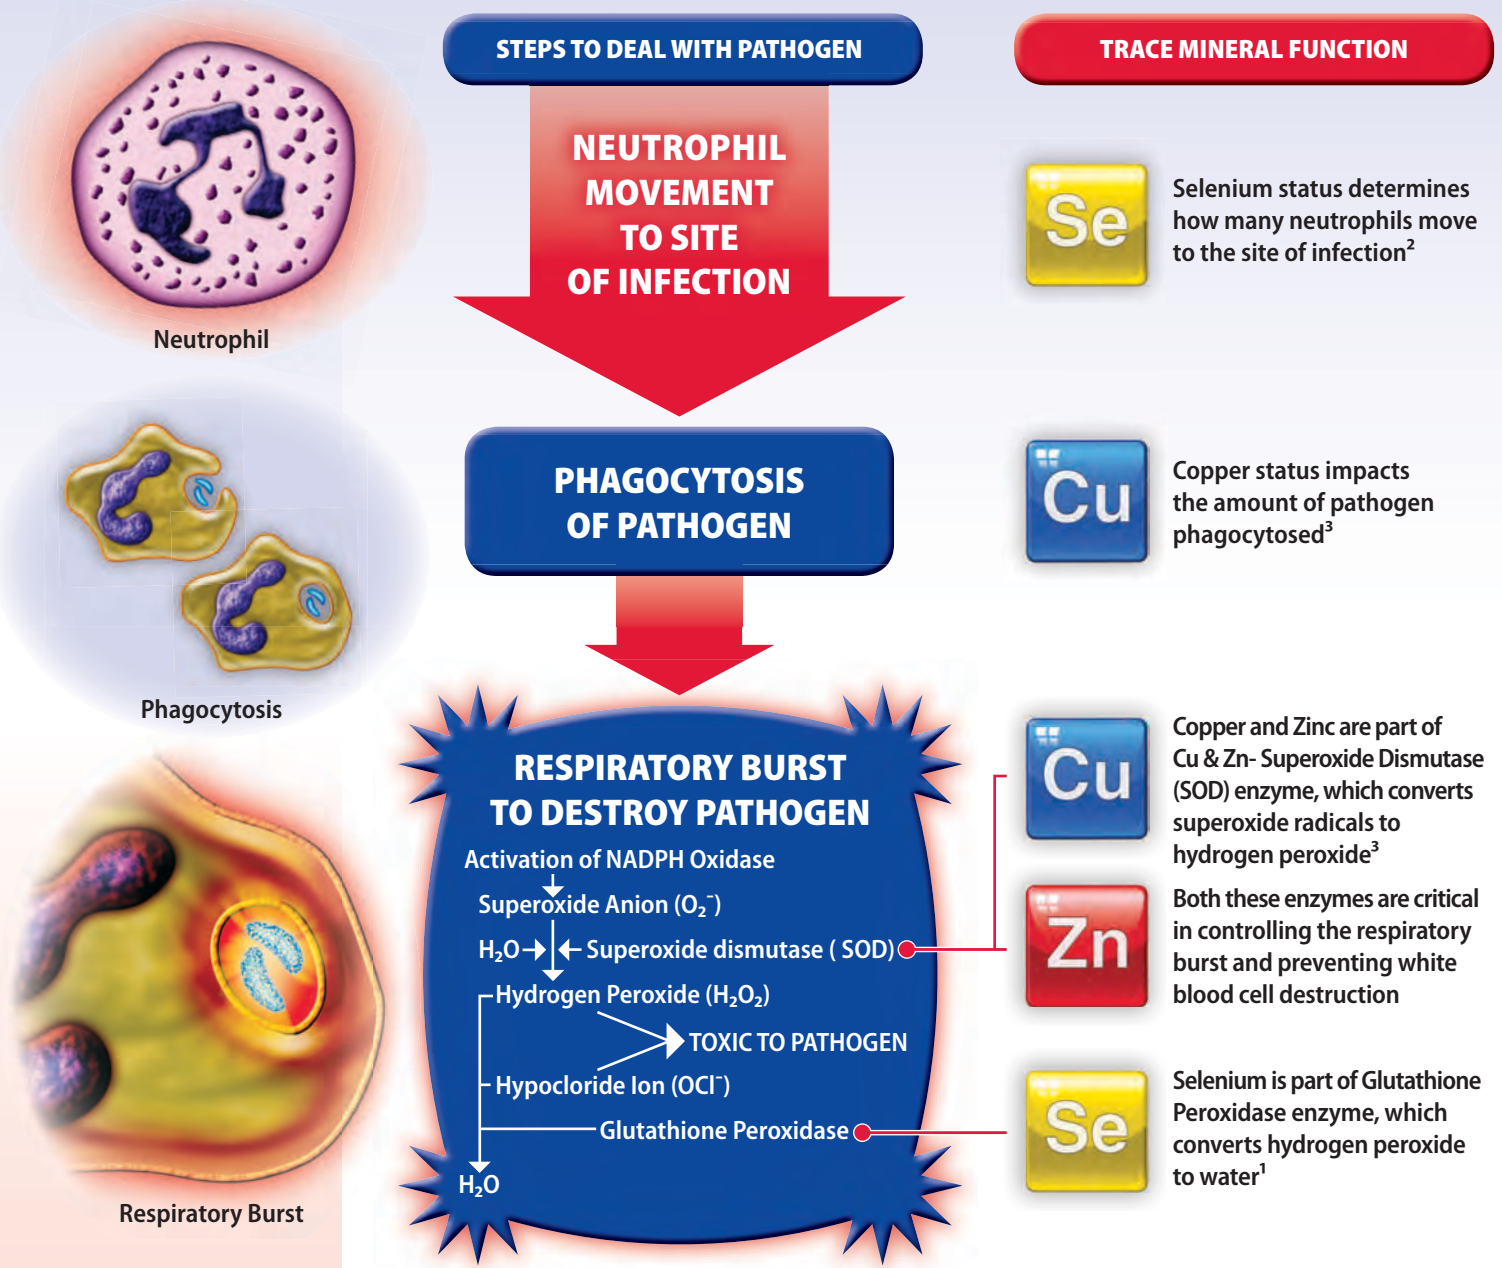 STEPS TO DEAL WITH PATHOGEN
TRACE MINERAL FUNCTION
NEUTROPHIL
MOVEMENT
TO SITE
OF INFECTION
Neutrophil
Se
Selenium status determines
how many neutrophils move
to the site of infection²
PHAGOCYTOSIS
OF PATHOGEN
Phagocytosis
Cu
Copper status impacts
the amount of pathogen
phagocytosed³
RESPIRATORY BURST
TO DESTROY PATHOGEN
Activation of NADPH Oxidase
Superoxide Anion (O₂⁻)
H₂O
Superoxide dismutase ( SOD)
Hydrogen Peroxide (H₂O₂)
TOXIC TO PATHOGEN
Hypocloride Ion (OCl⁻)
Glutathione Peroxidase
H₂O
Respiratory Burst
Cu
Copper and Zinc are part of
Cu & Zn- Superoxide Dismutase
(SOD) enzyme, which converts
superoxide radicals to
hydrogen peroxide³
Zn
Both these enzymes are critical
in controlling the respiratory
burst and preventing white
blood cell destruction
Se
Selenium is part of Glutathione
Peroxidase enzyme, which
converts hydrogen peroxide
to water¹